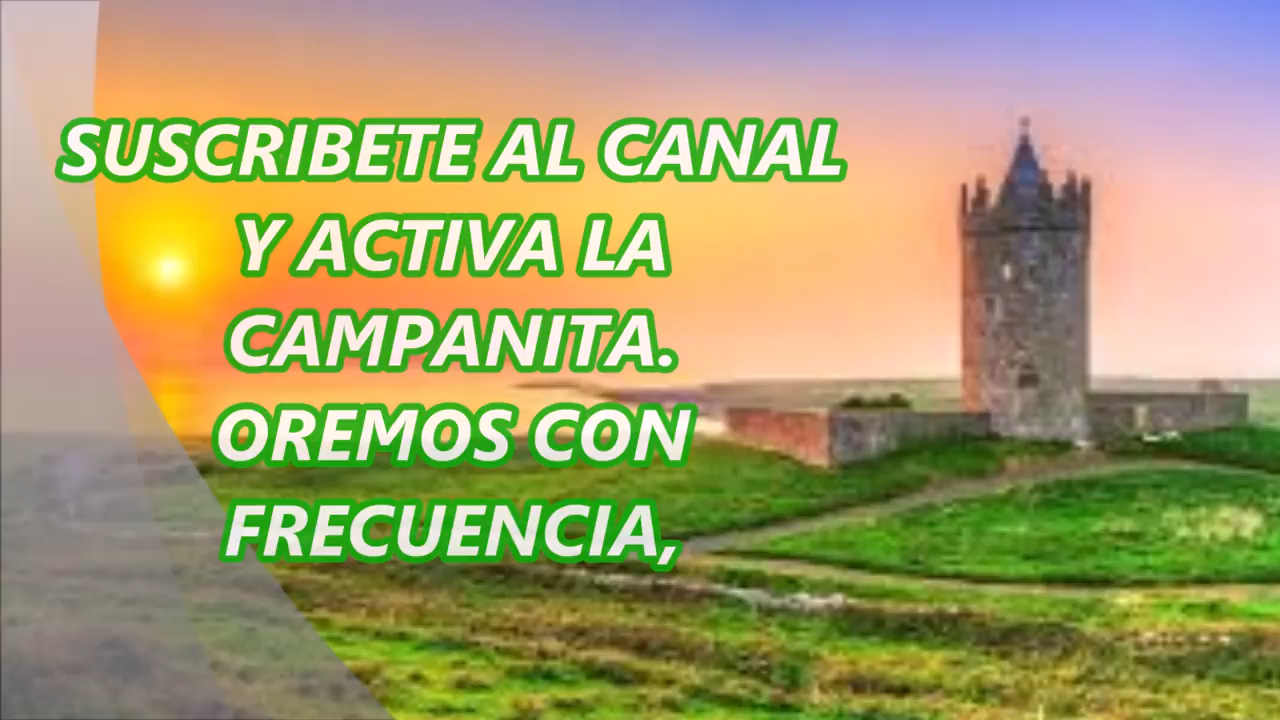 SUSCRIBETE AL CANAL
Y ACTIVA LA
CAMPANITA.
OREMOS CON
FRECUENCIA,